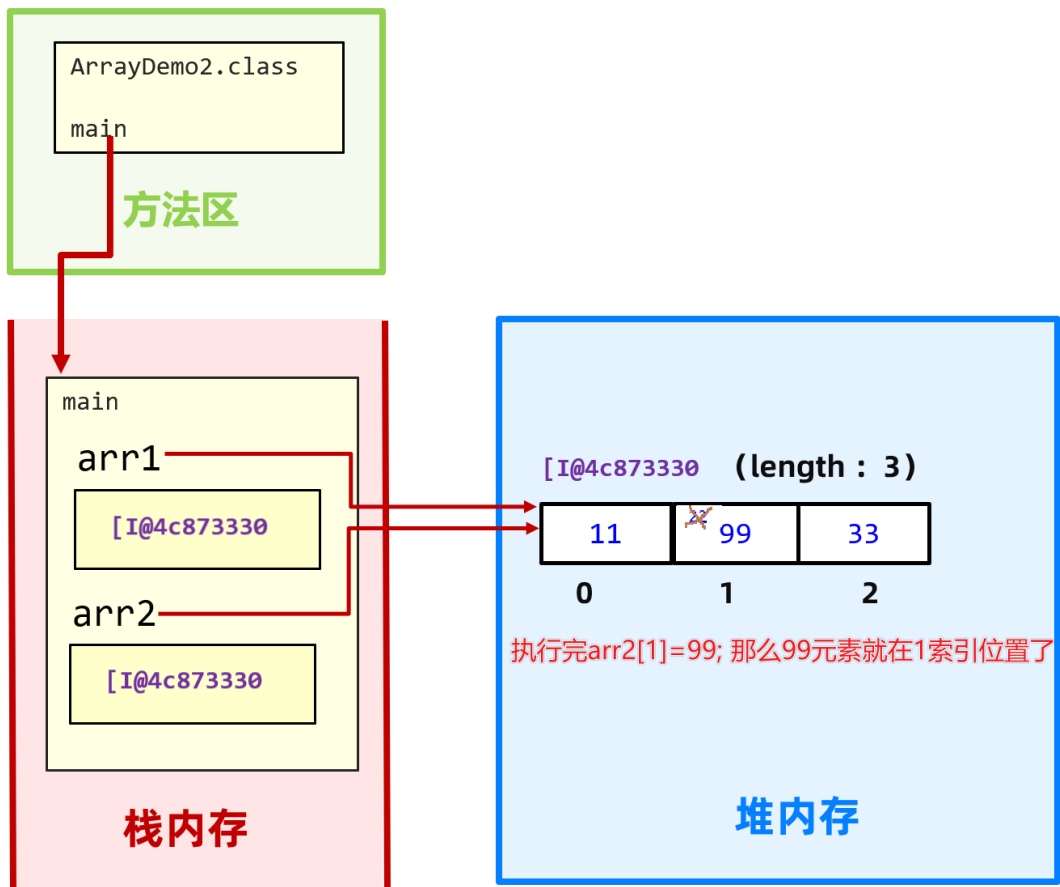 ArrayDemo2.class
main
方法区
main
arr1
[I@4c873330
arr2
[I@4c873330
栈内存
[I@4c873330 (length : 3)
11 22 99 33
0 1 2
执行完arr2[1]=99; 那么99元素就在1索引位置了
堆内存